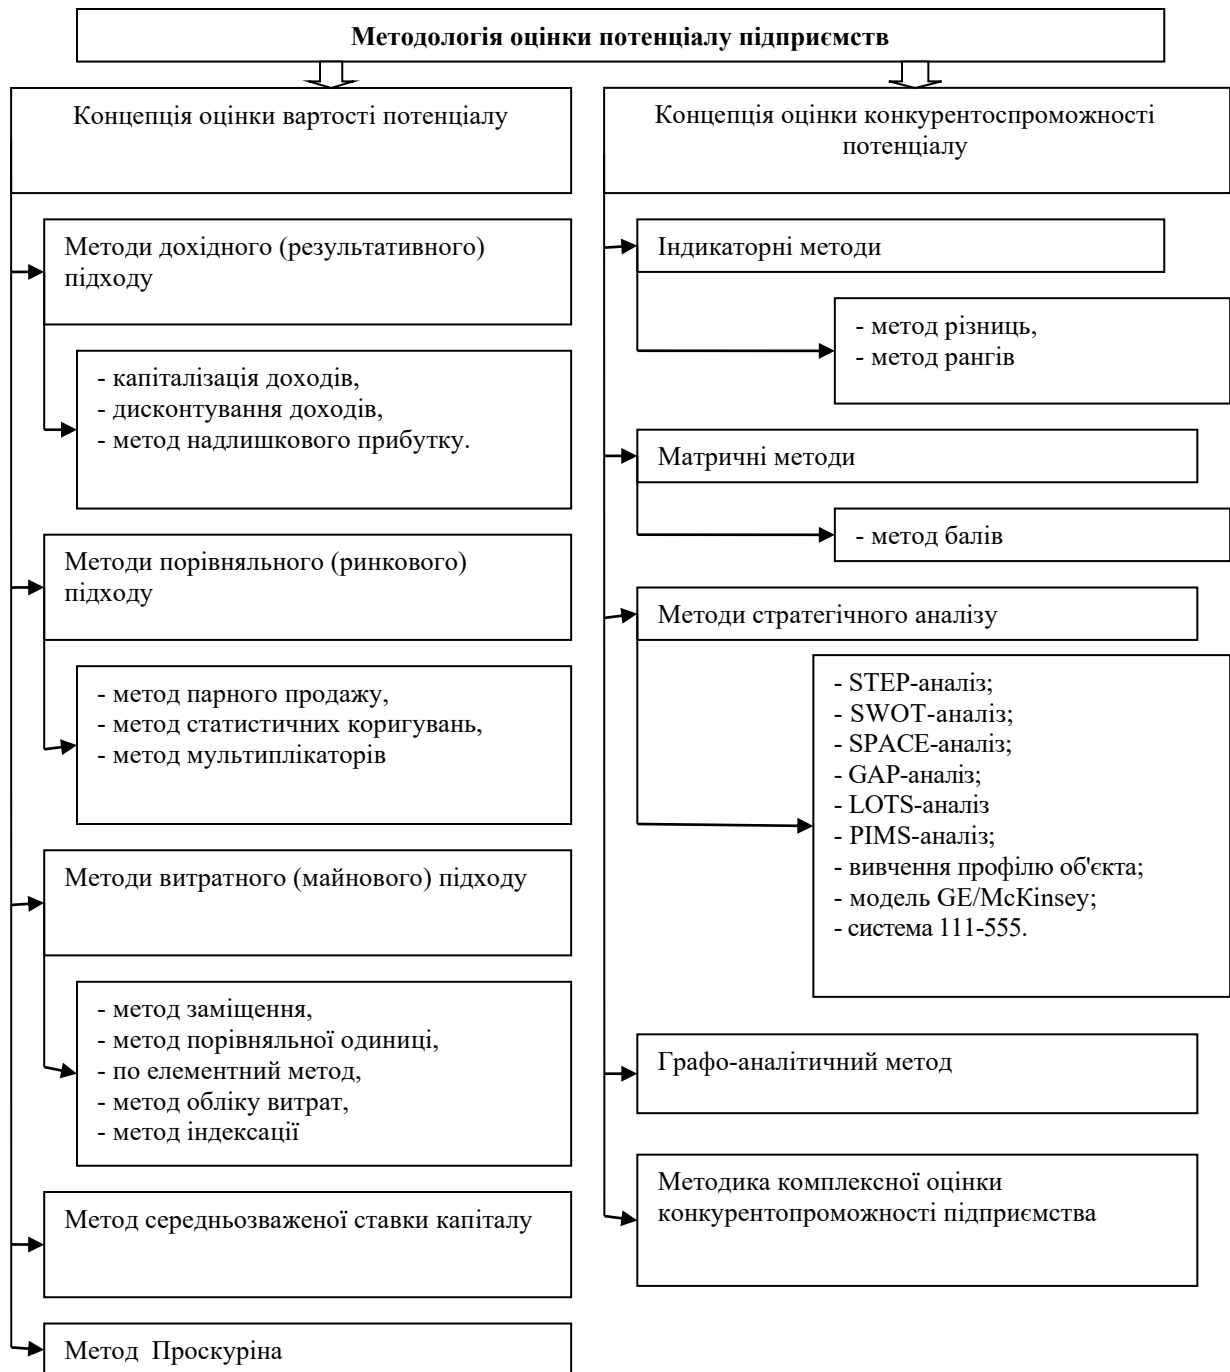 Методологія оцінки потенціалу підприємств
Концепція оцінки вартості потенціалу
Методи дохідного (результативного)
підходу
- капіталізація доходів,
- дисконтування доходів,
- метод надлишкового прибутку.
Методи порівняльного (ринкового)
підходу
- метод парного продажу,
- метод статистичних коригувань,
- метод мультиплікаторів
Методи витратного (майнового) підходу
- метод заміщення,
- метод порівняльної одиниці,
- по елементний метод,
- метод обліку витрат,
- метод індексації
Метод середньозваженої ставки капіталу
Метод Проскуріна
Концепція оцінки конкурентоспроможності
потенціалу
Індикаторні методи
- метод різниць,
- метод рангів
Матричні методи
- метод балів
Методи стратегічного аналізу
- STEP-аналіз;
- SWOT-аналіз;
- SPACE-аналіз;
- GAP-аналіз;
- LOTS-аналіз
- PIMS-аналіз;
- вивчення профілю об'єкта;
- модель GE/McKinsey;
- система 111-555.
Графо-аналітичний метод
Методика комплексної оцінки
конкурентопроможності підприємства